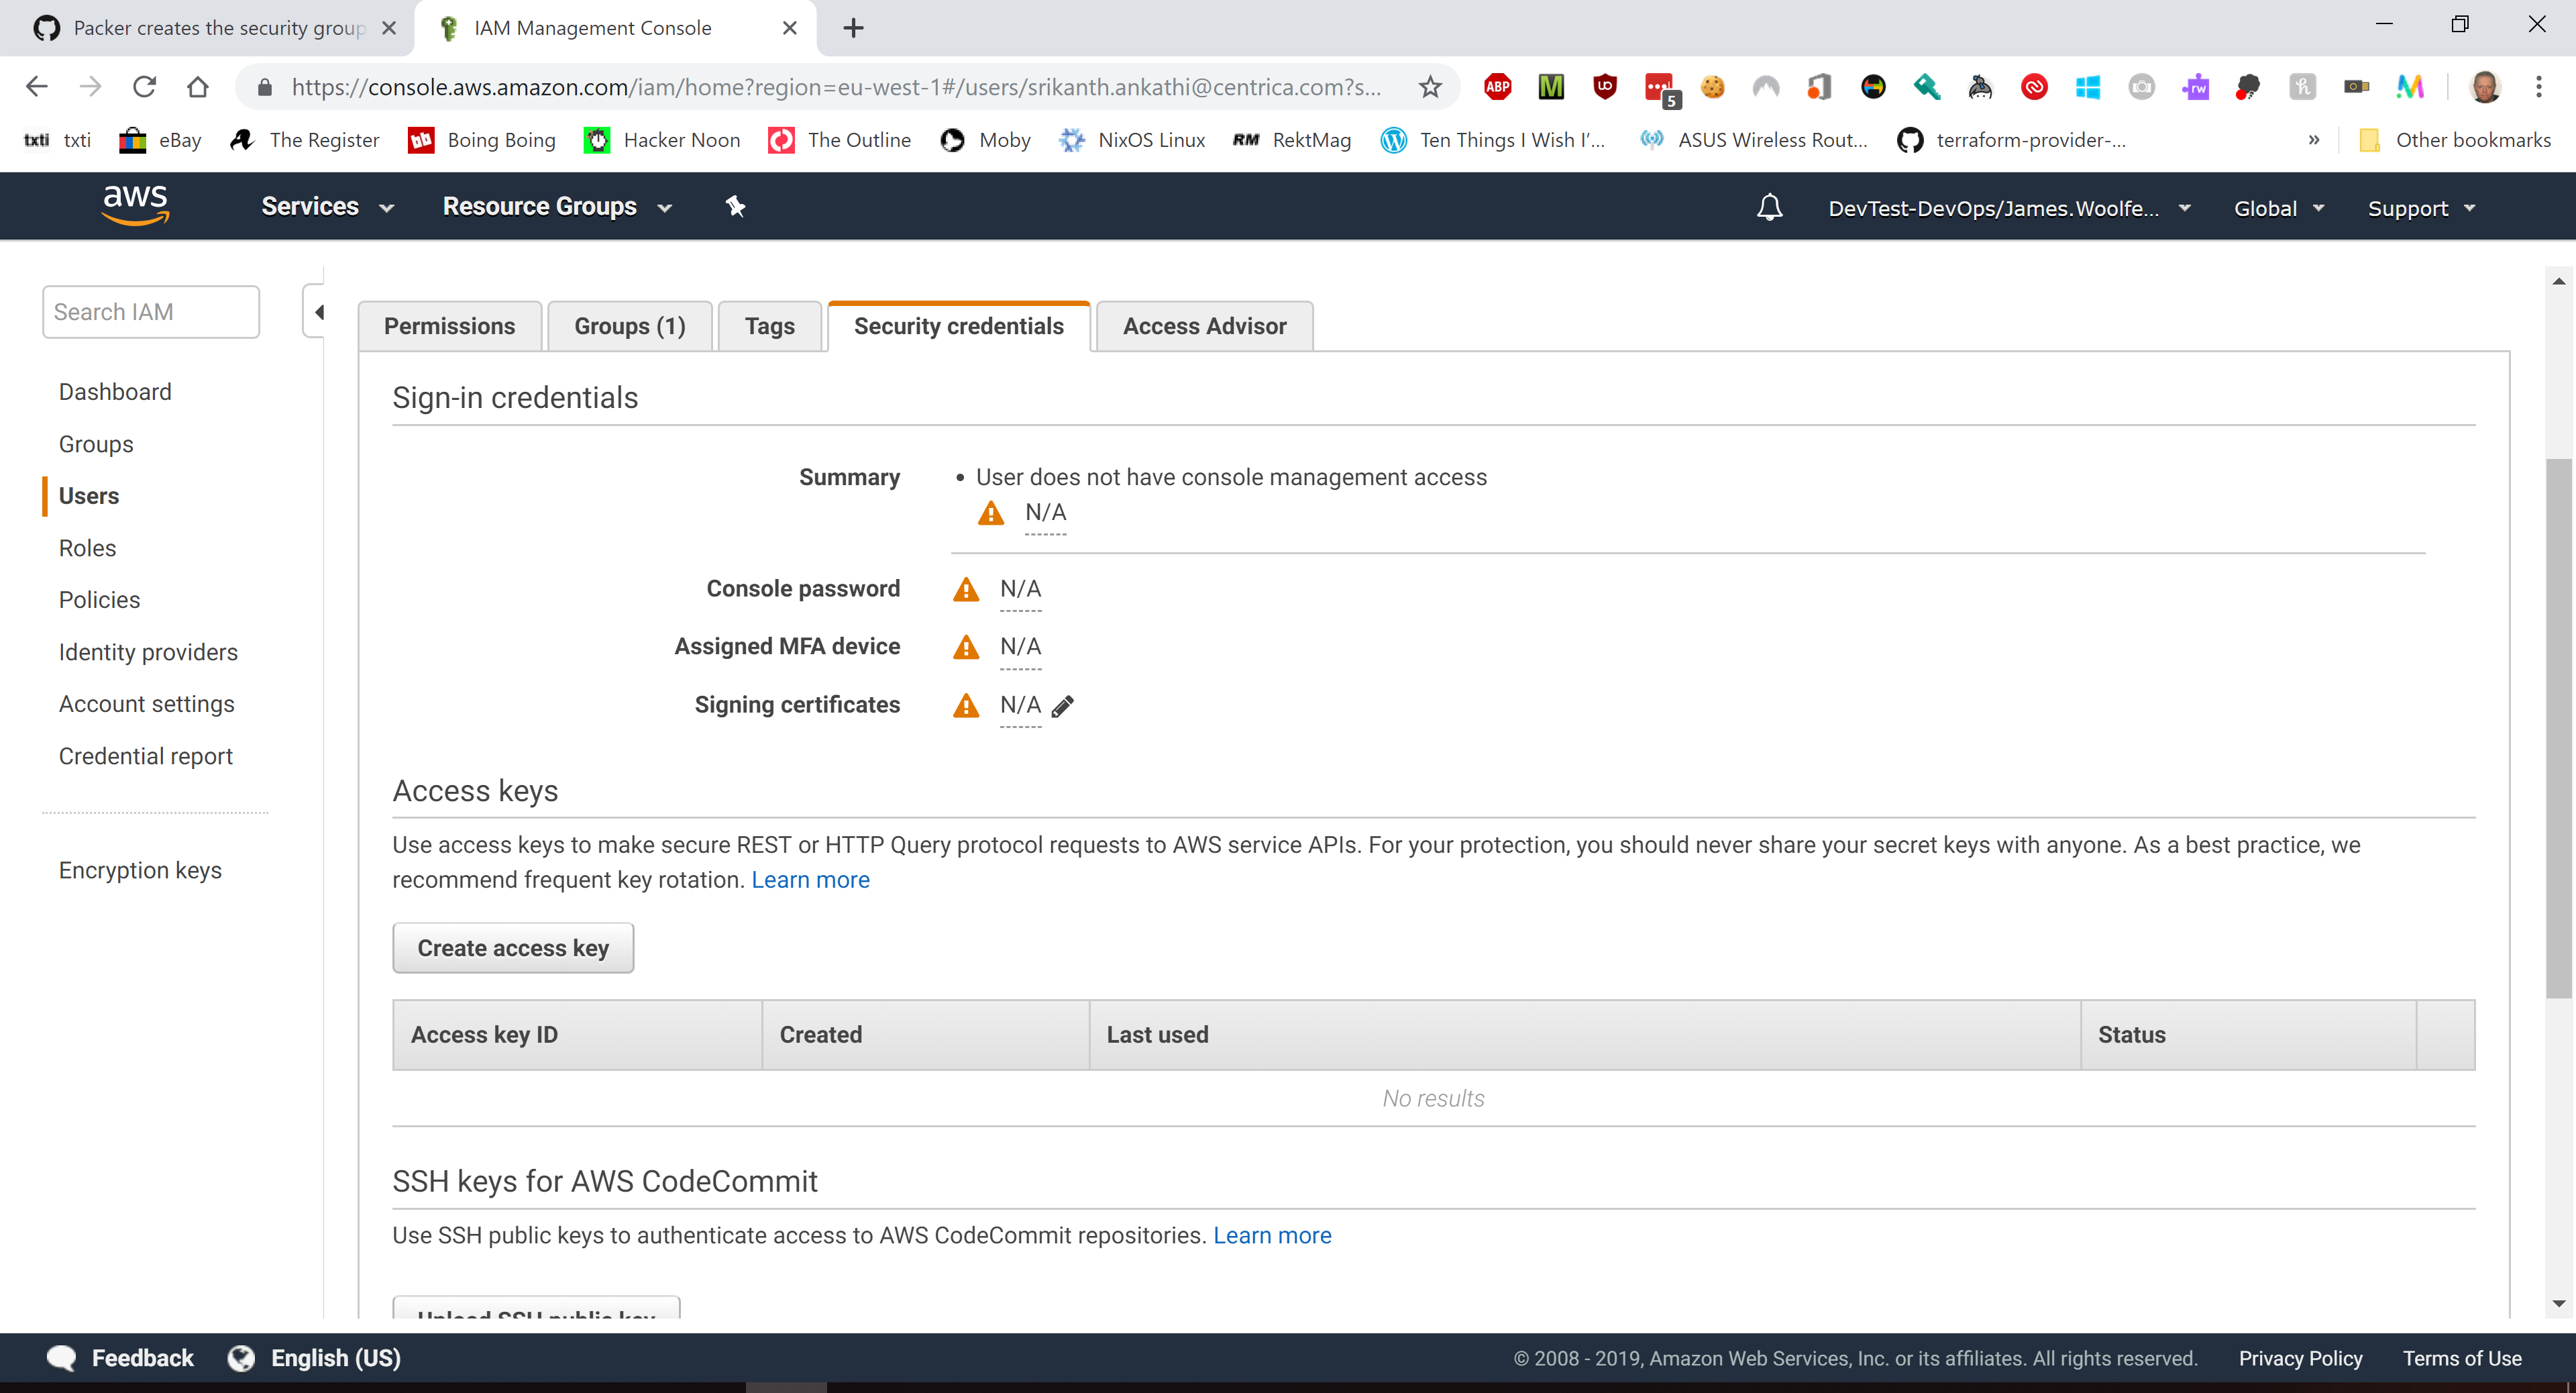 Packer creates the security group
IAM Management Console
https://console.aws.amazon.com/iam/home?region=eu-west-1#/users/srikanth.ankathi@centrica.com?s...
ABP
M
5
rw
h
txti txti
eBay
The Register
bb Boing Boing
Hacker Noon
The Outline
Moby
NixOS Linux
RM RektMag
Ten Things I Wish I’...
ASUS Wireless Rout...
terraform-provider-...
»
Other bookmarks
aws
Services
Resource Groups
DevTest-DevOps/James.Woolfe...
Global
Support
Search IAM
Dashboard
Groups
Users
Roles
Policies
Identity providers
Account settings
Credential report
Encryption keys
Permissions
Groups (1)
Tags
Security credentials
Access Advisor
Sign-in credentials
Summary
• User does not have console management access
N/A
Console password
N/A
Assigned MFA device
N/A
Signing certificates
N/A
Access keys
Use access keys to make secure REST or HTTP Query protocol requests to AWS service APIs. For your protection, you should never share your secret keys with anyone. As a best practice, we
recommend frequent key rotation. Learn more
Create access key
Access key ID
Created
Last used
Status
No results
SSH keys for AWS CodeCommit
Use SSH public keys to authenticate access to AWS CodeCommit repositories. Learn more
Upload SSH public key
Feedback
English (US)
© 2008 - 2019, Amazon Web Services, Inc. or its affiliates. All rights reserved.
Privacy Policy
Terms of Use